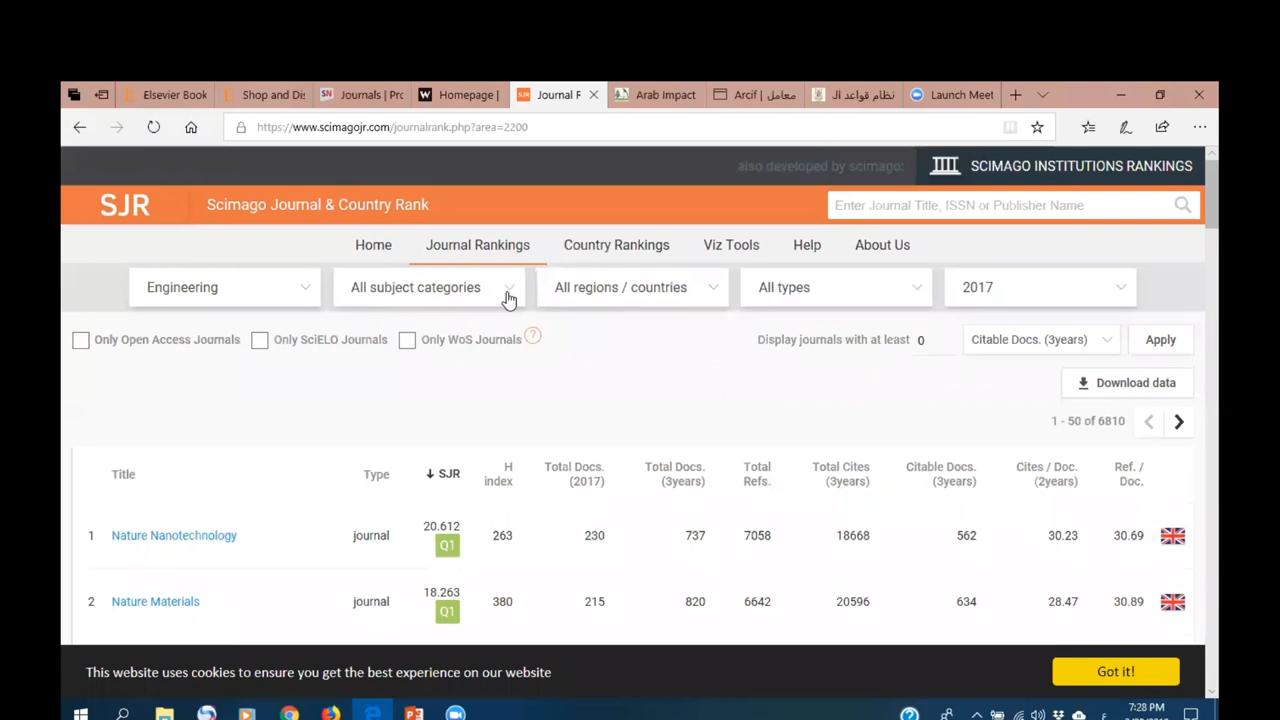 Elsevier Book
Shop and Dis
SN Journals | Pro
W Homepage |
SJR Journal F
Arab Impact
معامل | Arcif
نظام قواعد ال
Launch Meet
https://www.scimagojr.com/journalrank.php?area=2200
also developed by scimago:
SCIMAGO INSTITUTIONS RANKINGS
SJR
Scimago Journal & Country Rank
Enter Journal Title, ISSN or Publisher Name
Home Journal Rankings Country Rankings Viz Tools Help About Us
Engineering All subject categories All regions / countries All types 2017
Only Open Access Journals Only SciELO Journals Only WoS Journals ? Display journals with at least 0 Citable Docs. (3years) Apply
Download data
1 - 50 of 6810
Title Type ↓ SJR H index Total Docs. (2017) Total Docs. (3years) Total Refs. Total Cites (3years) Citable Docs. (3years) Cites / Doc. (2years) Ref. / Doc.
1 Nature Nanotechnology journal 20.612 Q1 263 230 737 7058 18668 562 30.23 30.69
2 Nature Materials journal 18.263 Q1 380 215 820 6642 20596 634 28.47 30.89
This website uses cookies to ensure you get the best experience on our website
Got it!
7:28 PM